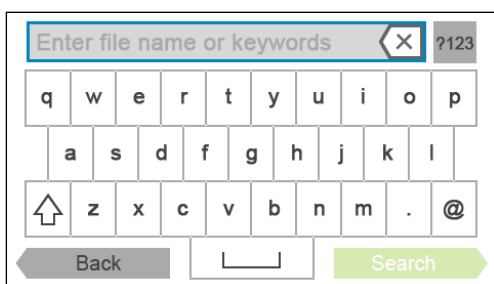 Enter file name or keywords ?123
q w e r t y u i o p
a s d f g h j k l
z x c v b n m . @
Back Search